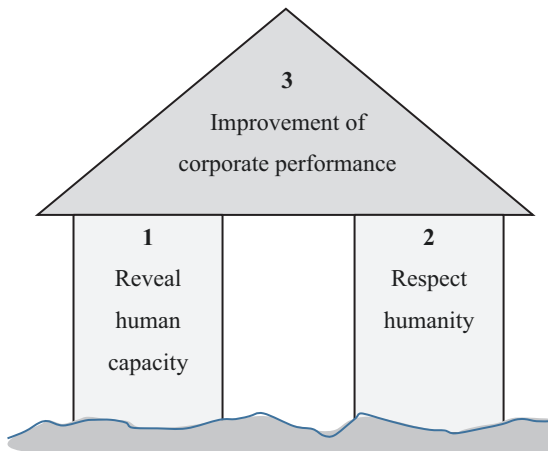 3
Improvement of
corporate performance
1
Reveal
human
capacity
2
Respect
humanity